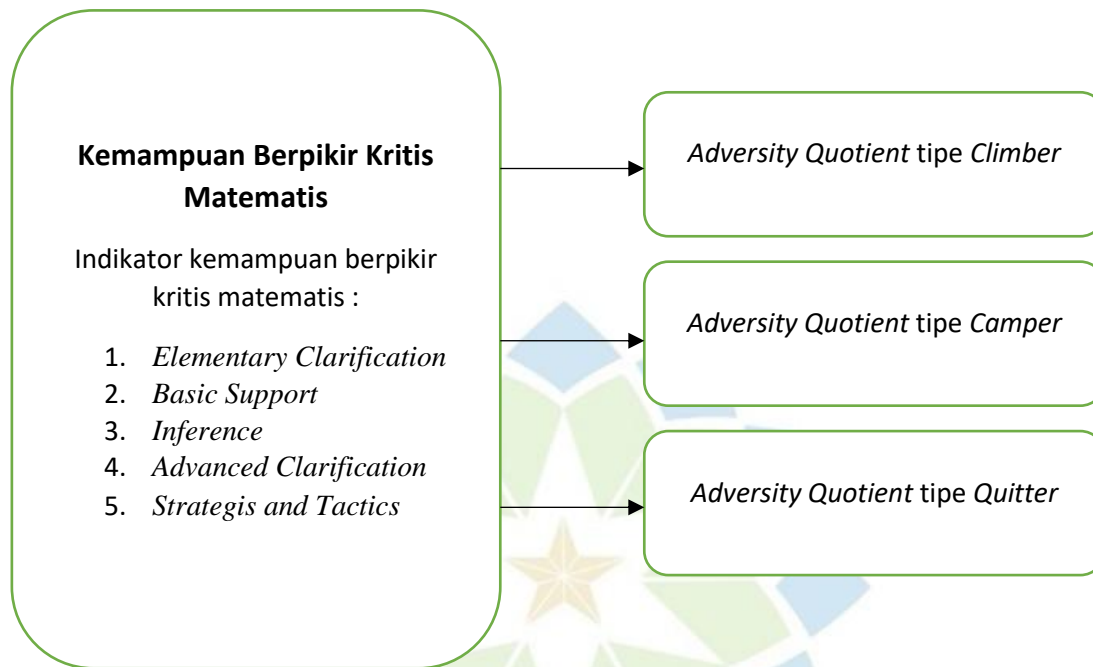 Kemampuan Berpikir Kritis
Matematis
Indikator kemampuan berpikir
kritis matematis :
1. Elementary Clarification
2. Basic Support
3. Inference
4. Advanced Clarification
5. Strategis and Tactics
Adversity Quotient tipe Climber
Adversity Quotient tipe Camper
Adversity Quotient tipe Quitter